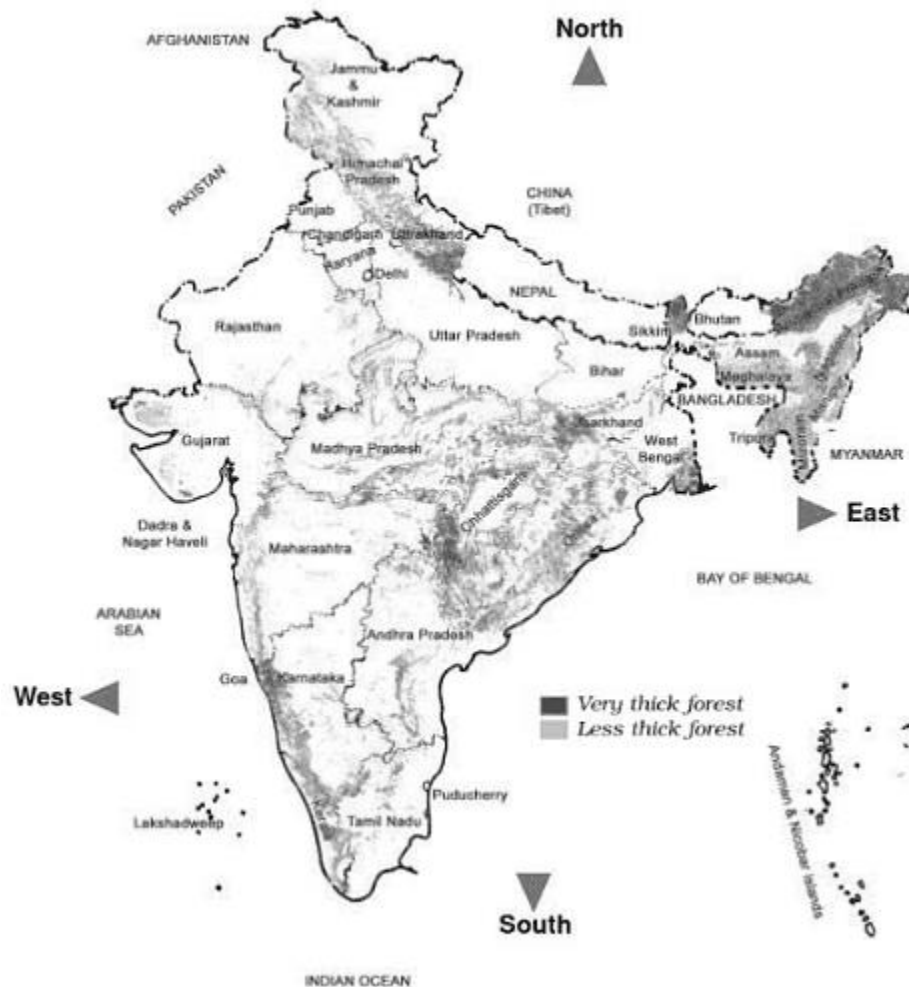 North
AFGHANISTAN
Jammu
&
Kashmir
Himachal
Pradesh
PAKISTAN
CHINA
(Tibet)
Punjab
Chandigarh
Uttrakhand
Haryana
Delhi
NEPAL
Rajasthan
Uttar Pradesh
Sikkim
Bhutan
Assam
Bihar
Meghalaya
BANGLADESH
Gujarat
Madhya Pradesh
Jharkhand
West
Bengal
Tripura
Mizoram
MYANMAR
Chhattisgarh
East
Dadra &
Nagar Haveli
Maharashtra
Orissa
BAY OF BENGAL
ARABIAN
SEA
Andhra Pradesh
Goa
Karnataka
West
Very thick forest
Less thick forest
Andaman & Nicobar Islands
Puducherry
Lakshadweep
Tamil Nadu
South
INDIAN OCEAN